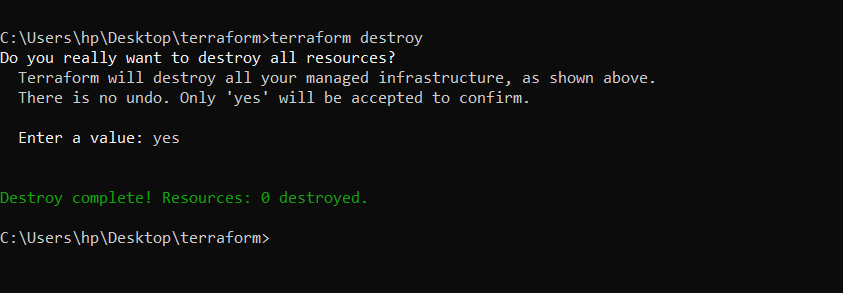 C:\Users\hp\Desktop\terraform>terraform destroy
Do you really want to destroy all resources?
  Terraform will destroy all your managed infrastructure, as shown above.
  There is no undo. Only 'yes' will be accepted to confirm.
  Enter a value: yes
Destroy complete! Resources: 0 destroyed.
C:\Users\hp\Desktop\terraform>